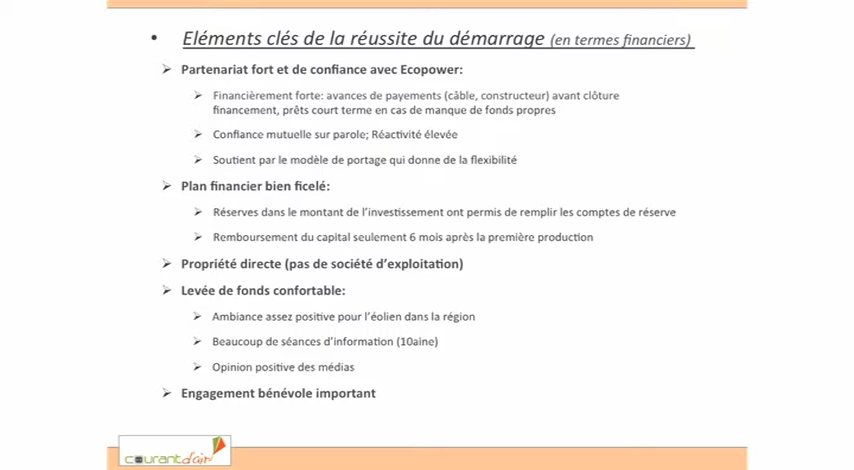 • Eléments clés de la réussite du démarrage (en termes financiers)
➢ Partenariat fort et de confiance avec Ecopower:
➢ Financièrement forte: avances de payements (câble, constructeur) avant clôture
financement, prêts court terme en cas de manque de fonds propres
➢ Confiance mutuelle sur parole; Réactivité élevée
➢ Soutient par le modèle de portage qui donne de la flexibilité
➢ Plan financier bien ficelé:
➢ Réserves dans le montant de l'investissement ont permis de remplir les comptes de réserve
➢ Remboursement du capital seulement 6 mois après la première production
➢ Propriété directe (pas de société d'exploitation)
➢ Levée de fonds confortable:
➢ Ambiance assez positive pour l'éolien dans la région
➢ Beaucoup de séances d'information (10aine)
➢ Opinion positive des médias
➢ Engagement bénévole important
courant d'air